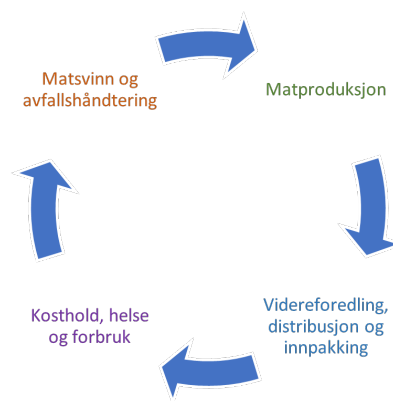 Matsvinn og
avfallshåndtering
Matproduksjon
Videreforedling,
distribusjon og
innpakking
Kosthold, helse
og forbruk